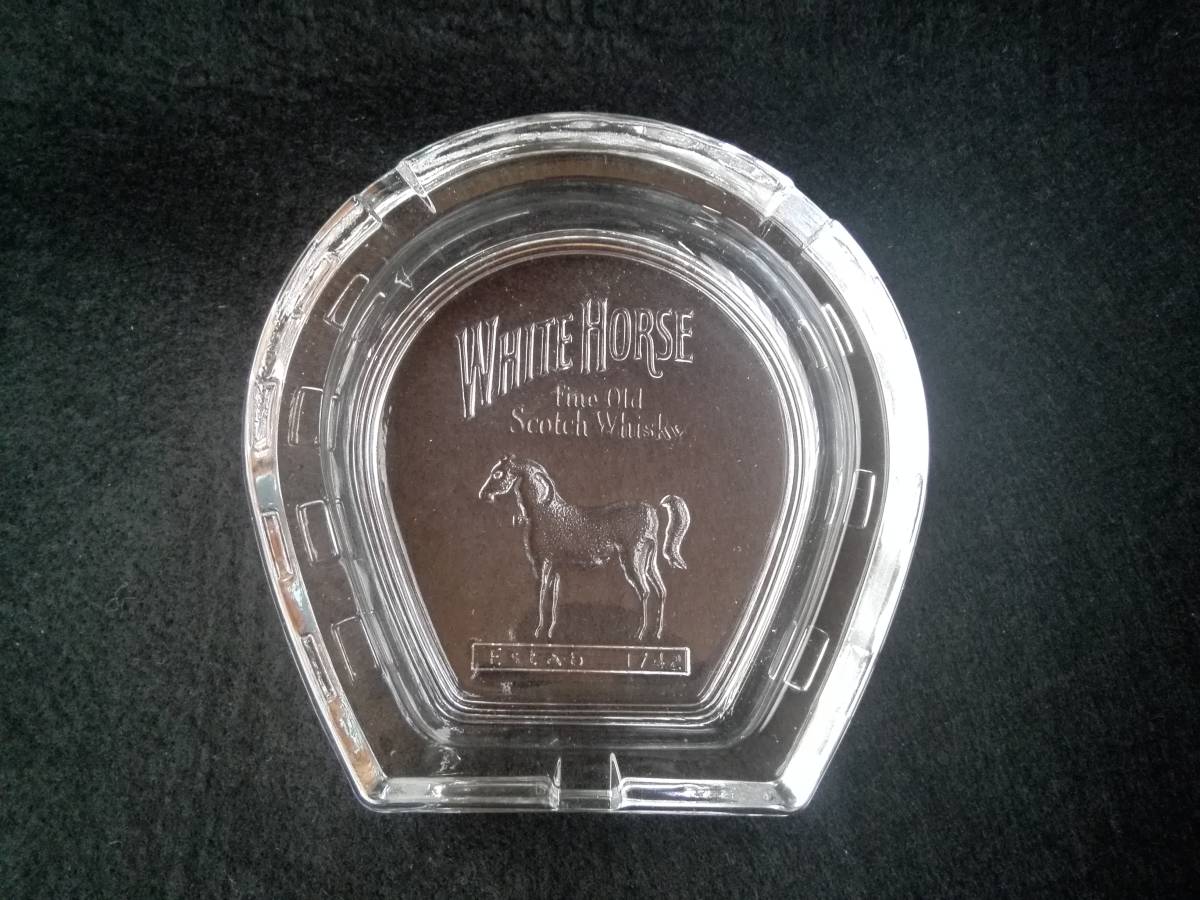 WHITE HORSE
Fine Old
Scotch Whisky
Estab 1742